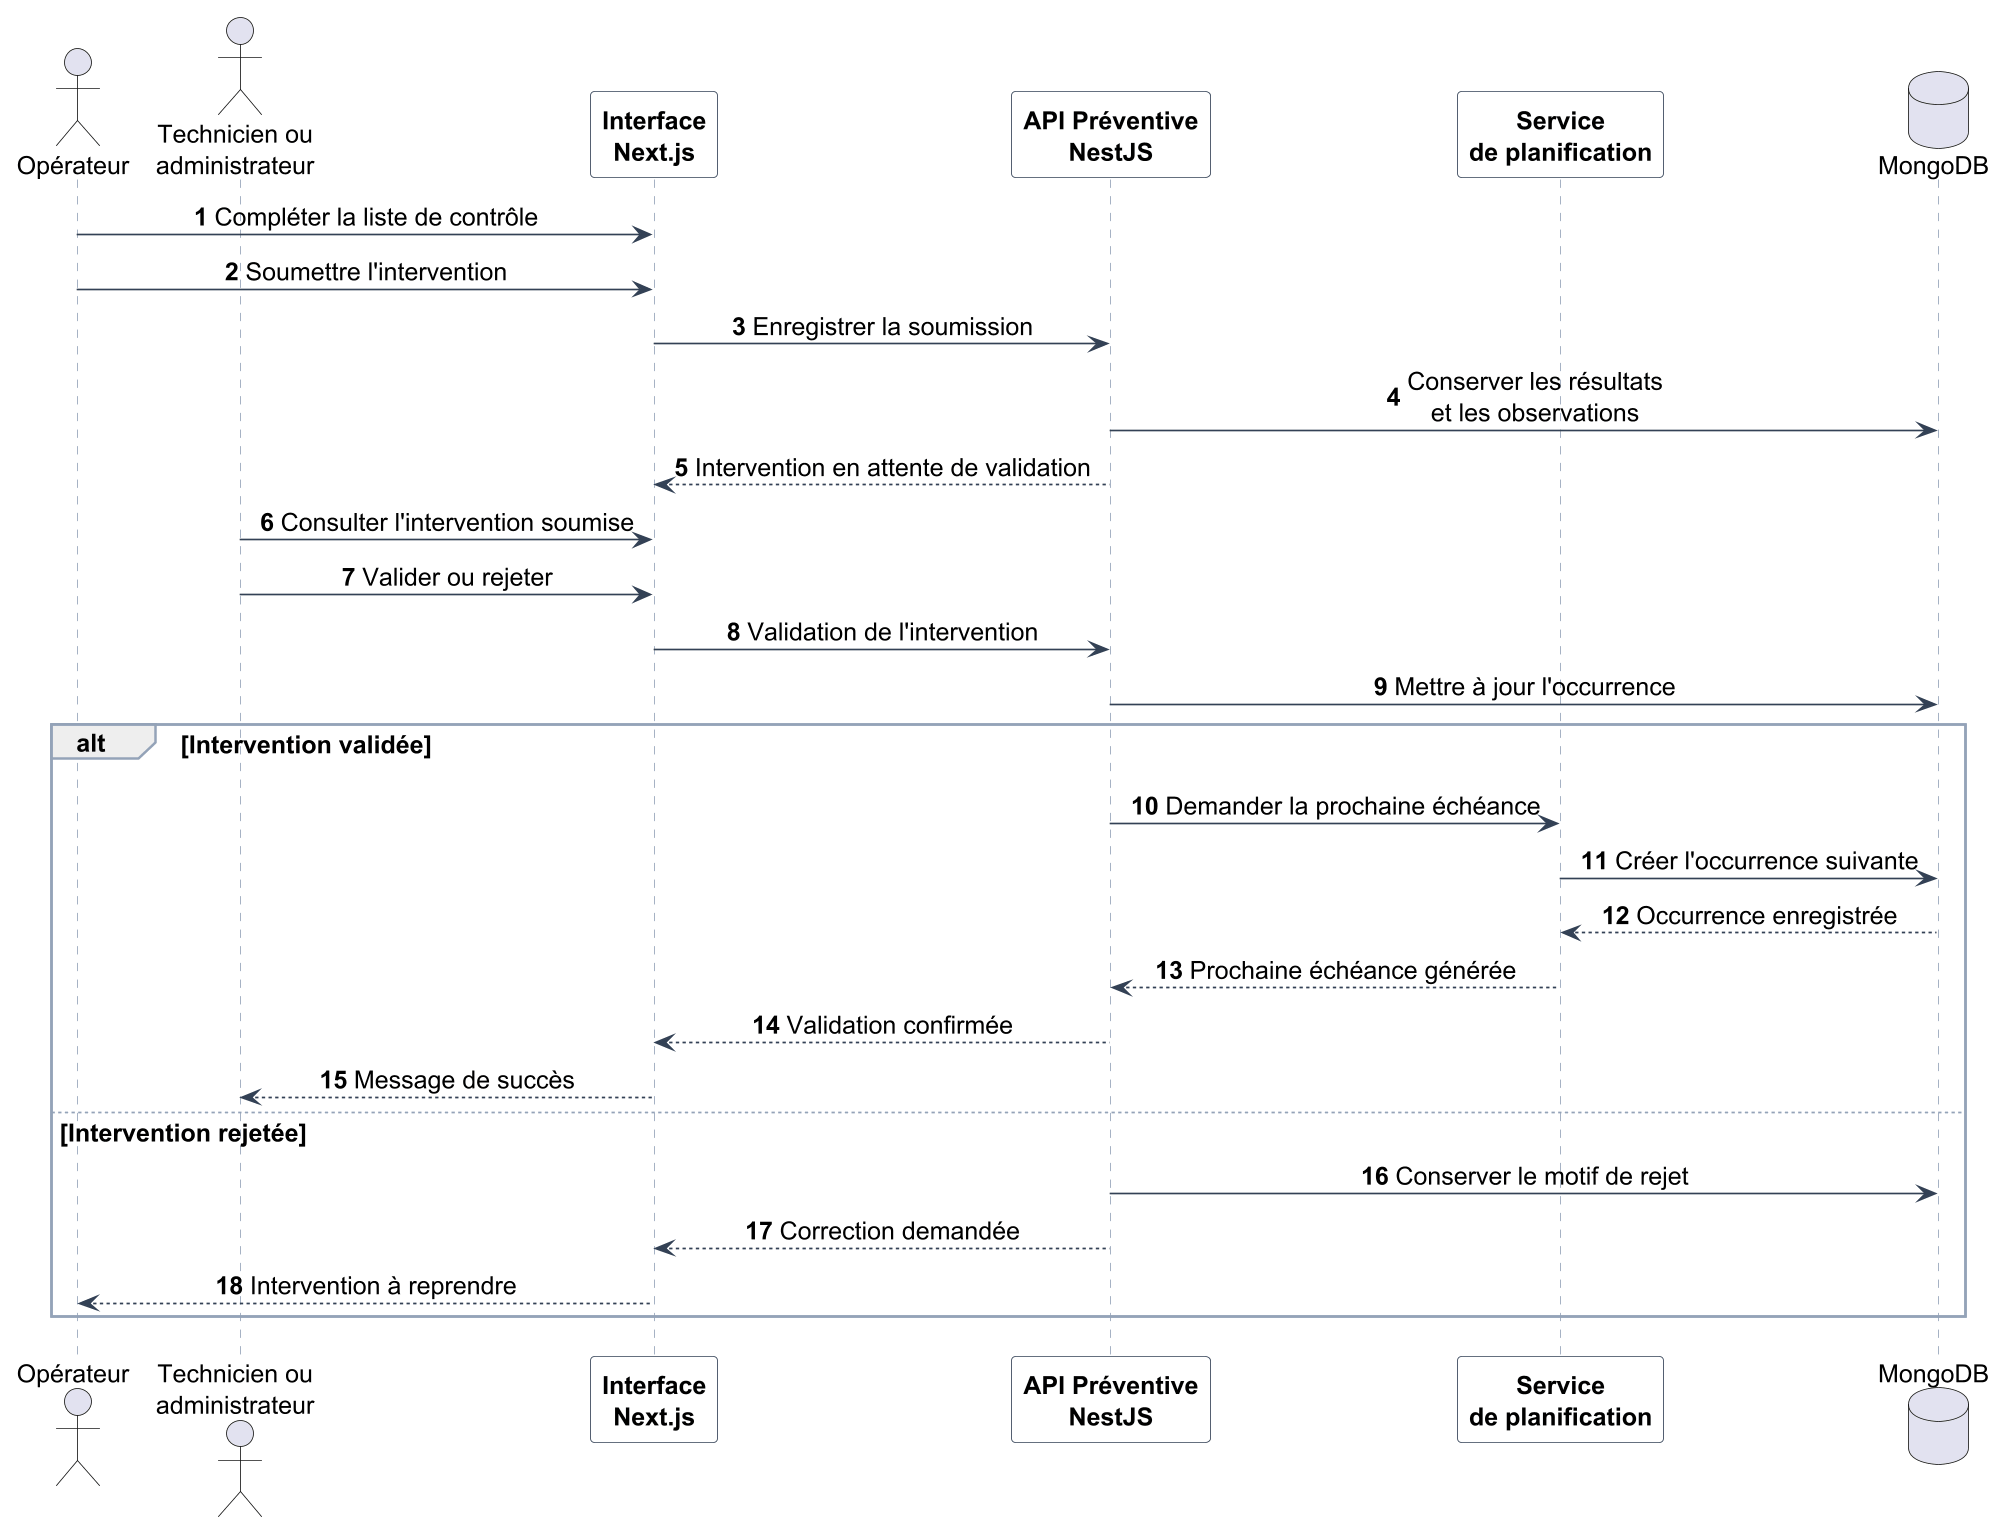 Opérateur
Technicien ou
administrateur
Interface
Next.js
API Préventive
NestJS
Service
de planification
MongoDB
1 Compléter la liste de contrôle
2 Soumettre l'intervention
3 Enregistrer la soumission
4 Conserver les résultats
et les observations
5 Intervention en attente de validation
6 Consulter l'intervention soumise
7 Valider ou rejeter
8 Validation de l'intervention
9 Mettre à jour l'occurrence
alt [Intervention validée]
10 Demander la prochaine échéance
11 Créer l'occurrence suivante
12 Occurrence enregistrée
13 Prochaine échéance générée
14 Validation confirmée
15 Message de succès
[Intervention rejetée]
16 Conserver le motif de rejet
17 Correction demandée
18 Intervention à reprendre
Opérateur
Technicien ou
administrateur
Interface
Next.js
API Préventive
NestJS
Service
de planification
MongoDB